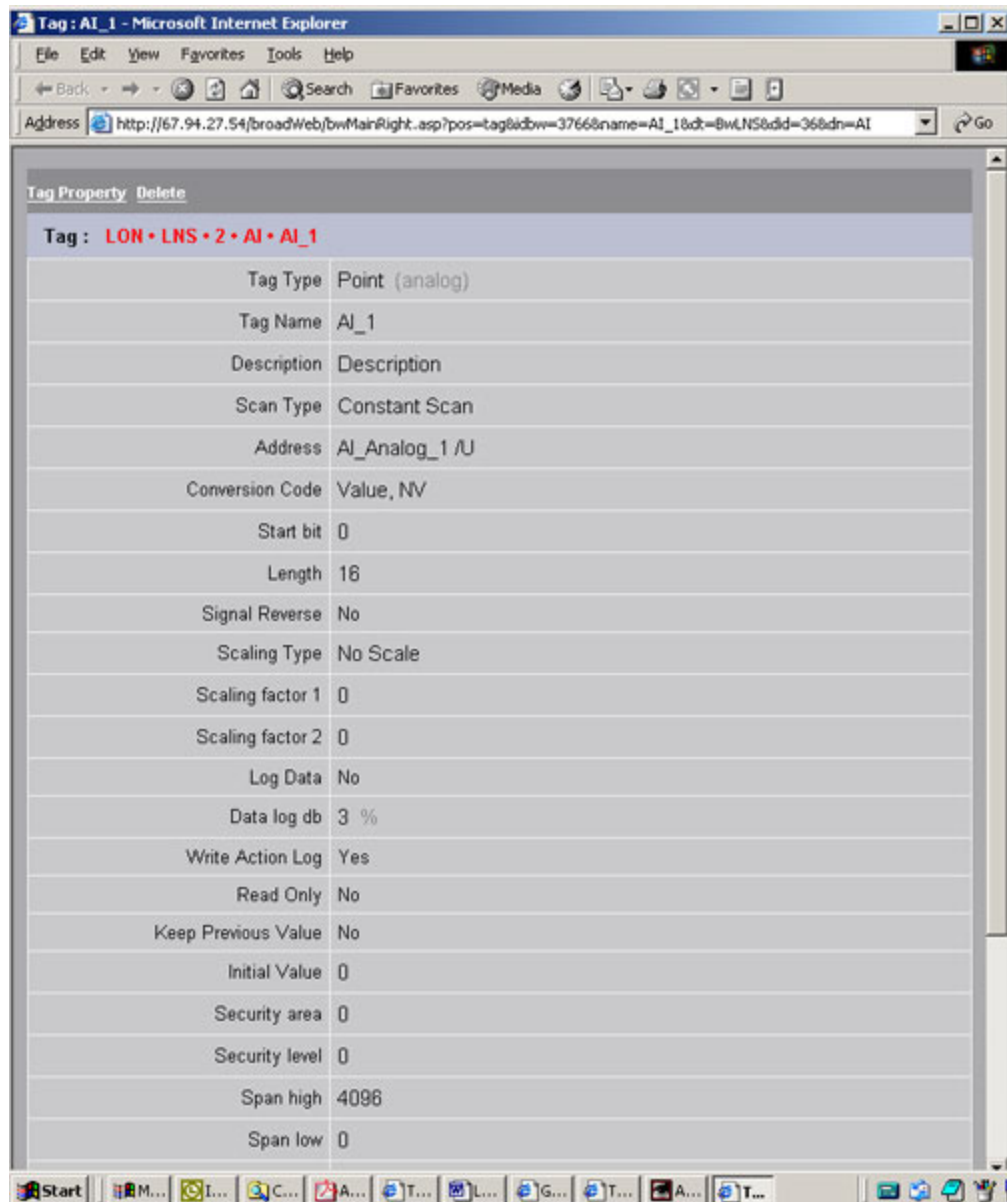 Tag : AI_1 - Microsoft Internet Explorer
File Edit View Favorites Tools Help
Back Search Favorites Media
Address http://67.94.27.54/broadWeb/bwMainRight.asp?pos=tag&idbw=3766&name=AI_1&dt=BwLNS&did=36&dn=AI Go
Tag Property Delete
Tag : LON • LNS • 2 • AI • AI_1
Tag Type Point (analog)
Tag Name AI_1
Description Description
Scan Type Constant Scan
Address AI_Analog_1 /U
Conversion Code Value, NV
Start bit 0
Length 16
Signal Reverse No
Scaling Type No Scale
Scaling factor 1 0
Scaling factor 2 0
Log Data No
Data log db 3 %
Write Action Log Yes
Read Only No
Keep Previous Value No
Initial Value 0
Security area 0
Security level 0
Span high 4096
Span low 0
Start M... I... C... A... T... L... G... T... A... T...